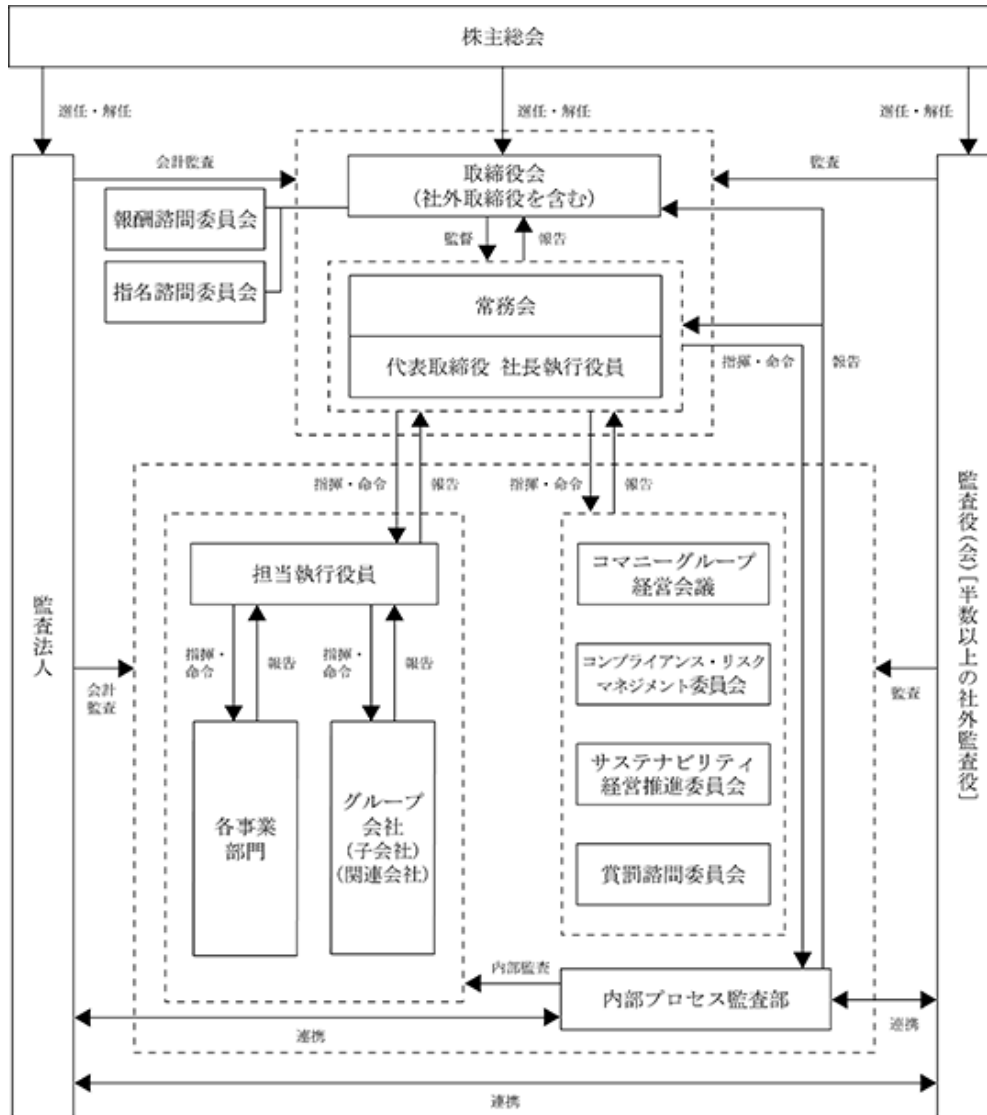 株主総会
選任・解任
選任・解任
選任・解任
会計監査
取締役会
(社外取締役を含む)
監査
報酬諮問委員会
指名諮問委員会
監督
報告
常務会
代表取締役 社長執行役員
指揮・命令
報告
指揮・命令
報告
指揮・命令
報告
監査法人
担当執行役員
指揮・
命令
報告
指揮・
命令
報告
各事業
部門
グループ
会社
(子会社)
(関連会社)
コマニーグループ
経営会議
コンプライアンス・リスク
マネジメント委員会
サステナビリティ
経営推進委員会
賞罰諮問委員会
会計
監査
監査
監査役(会)[半数以上の社外監査役]
内部監査
内部プロセス監査部
連携
連携
連携